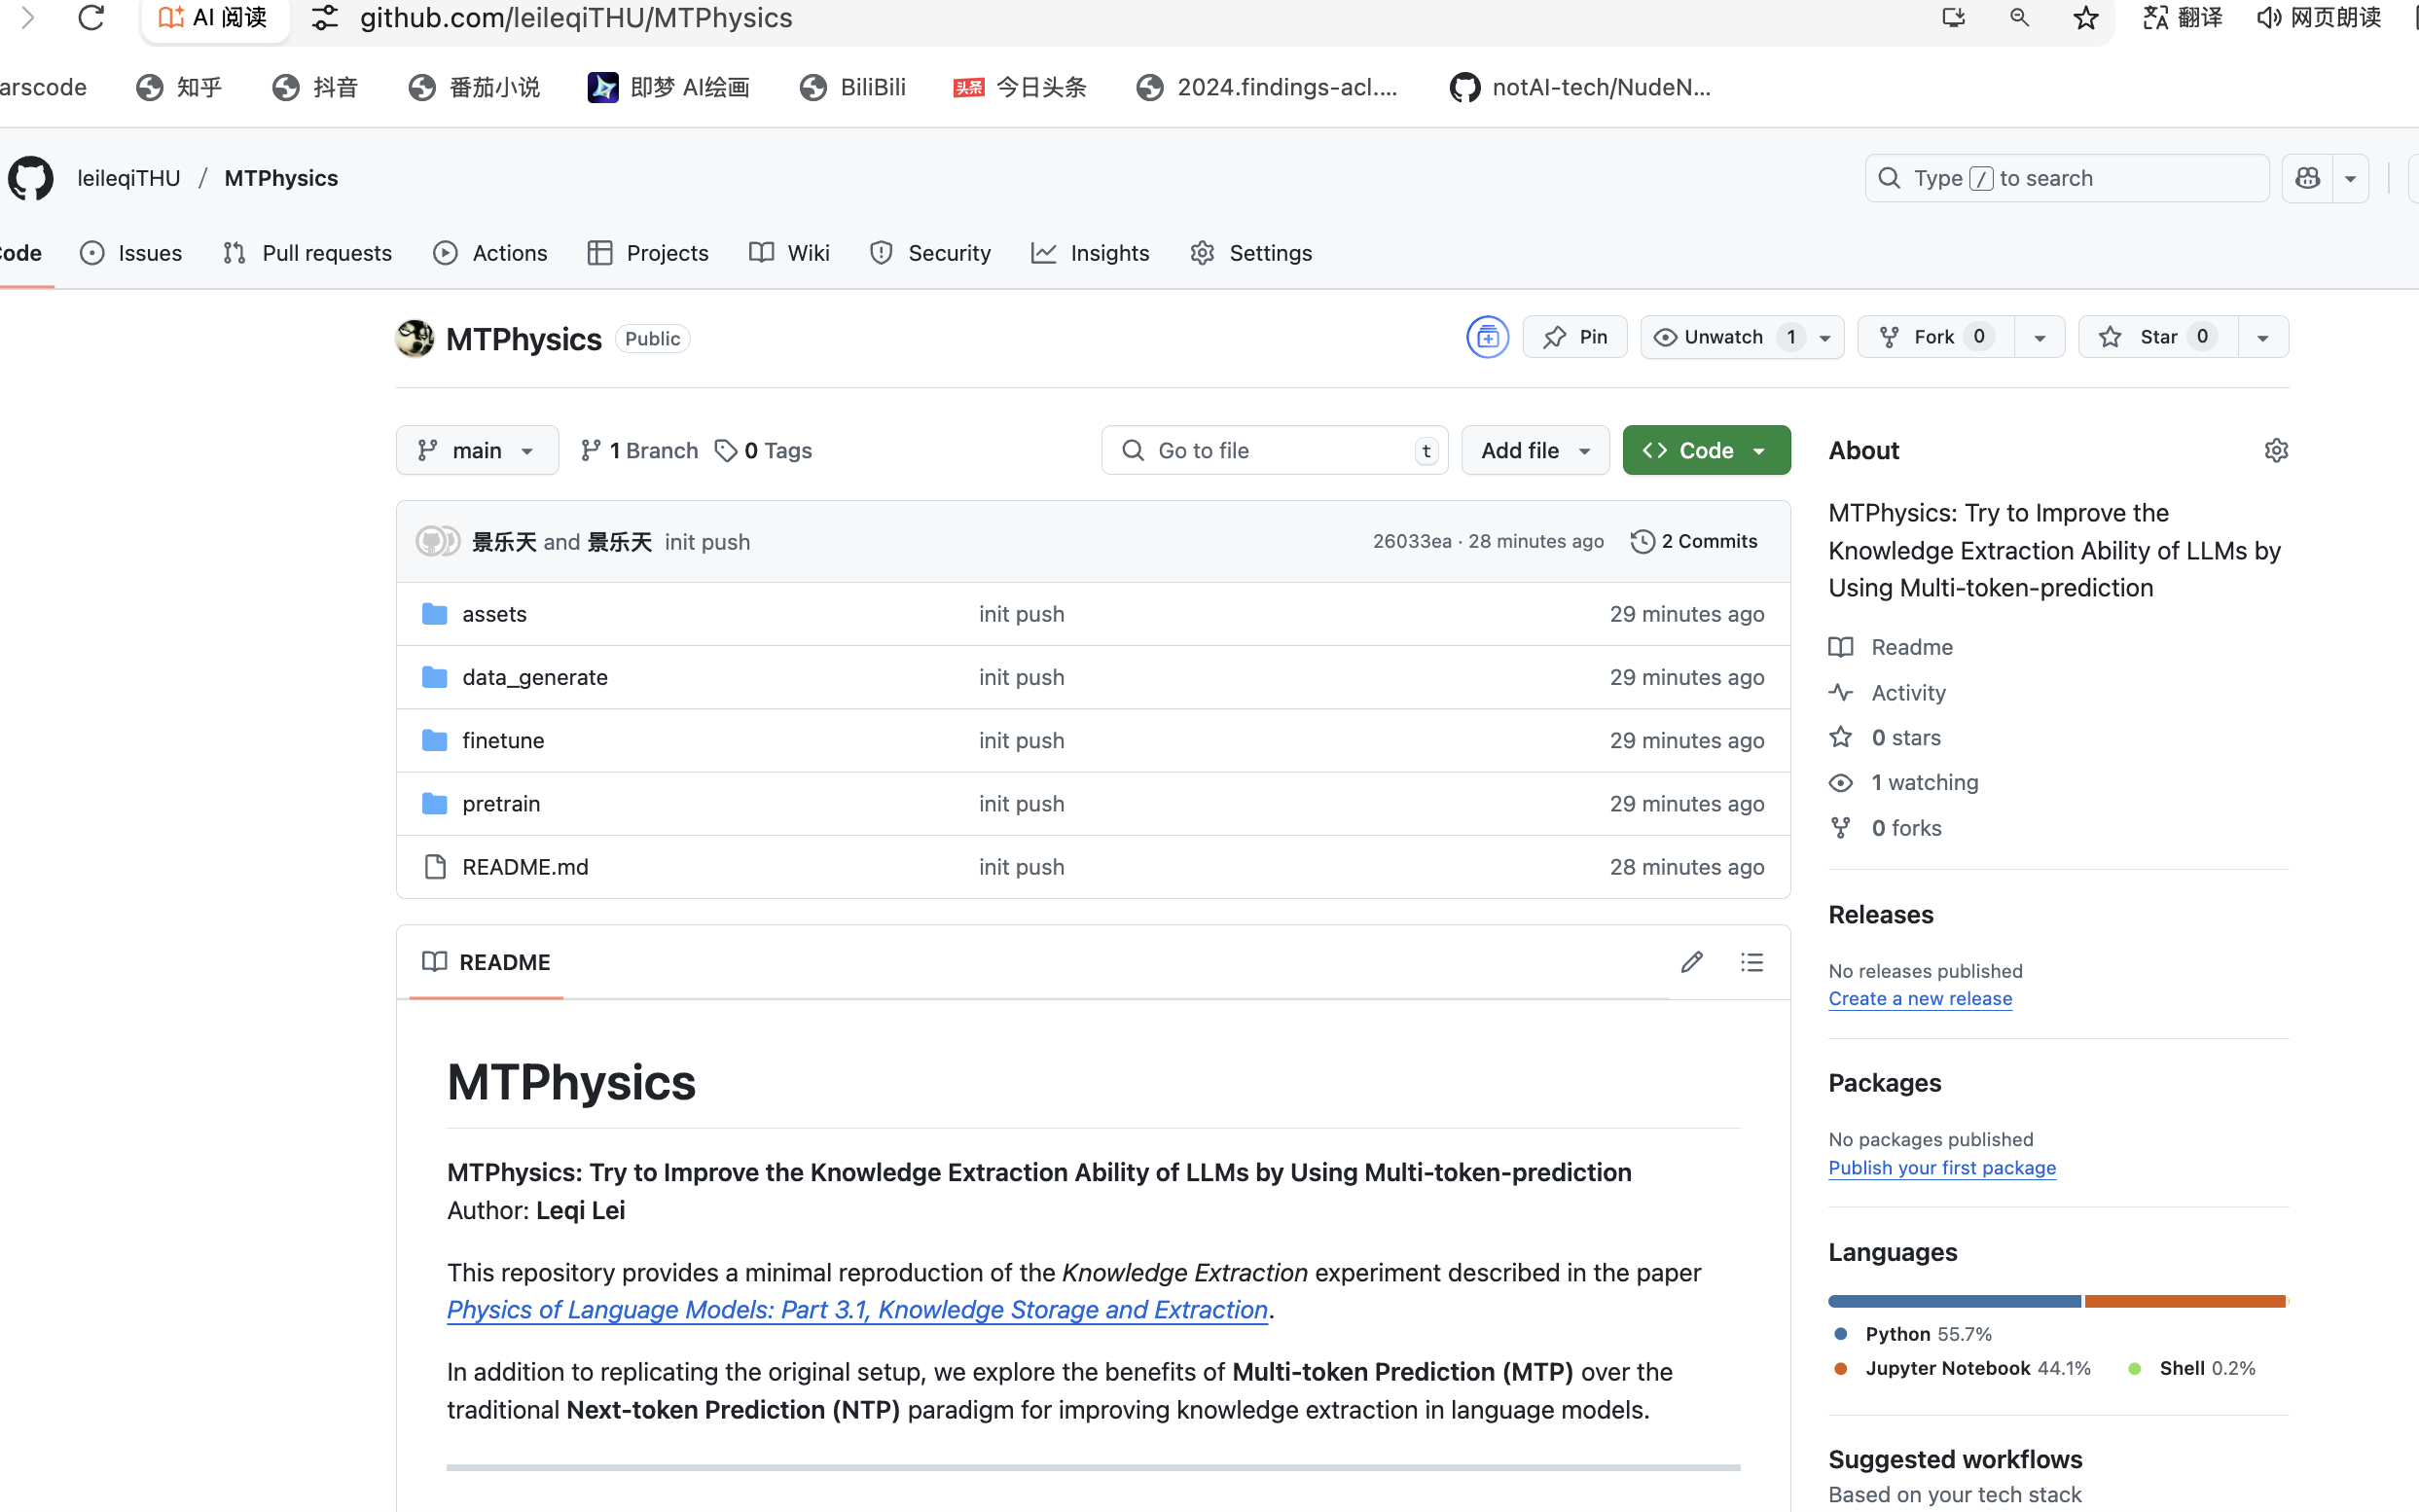 AI 阅读 github.com/leileqiTHU/MTPhysics 翻译 网页朗读
arscode 知乎 抖音 番茄小说 即梦 AI绘画 BiliBili 头条 今日头条 2024.findings-acl.... notAI-tech/NudeN...
leileqiTHU / MTPhysics Type / to search
ode Issues Pull requests Actions Projects Wiki Security Insights Settings
MTPhysics Public Pin Unwatch 1 Fork 0 Star 0
main 1 Branch 0 Tags Go to file t Add file Code
景乐天 and 景乐天 init push 26033ea · 28 minutes ago 2 Commits
assets init push 29 minutes ago
data_generate init push 29 minutes ago
finetune init push 29 minutes ago
pretrain init push 29 minutes ago
README.md init push 28 minutes ago
README
MTPhysics
MTPhysics: Try to Improve the Knowledge Extraction Ability of LLMs by Using Multi-token-prediction
Author: Leqi Lei
This repository provides a minimal reproduction of the Knowledge Extraction experiment described in the paper
Physics of Language Models: Part 3.1, Knowledge Storage and Extraction.
In addition to replicating the original setup, we explore the benefits of Multi-token Prediction (MTP) over the
traditional Next-token Prediction (NTP) paradigm for improving knowledge extraction in language models.
About
MTPhysics: Try to Improve the
Knowledge Extraction Ability of LLMs by
Using Multi-token-prediction
Readme
Activity
0 stars
1 watching
0 forks
Releases
No releases published
Create a new release
Packages
No packages published
Publish your first package
Languages
Python 55.7%
Jupyter Notebook 44.1% Shell 0.2%
Suggested workflows
Based on your tech stack